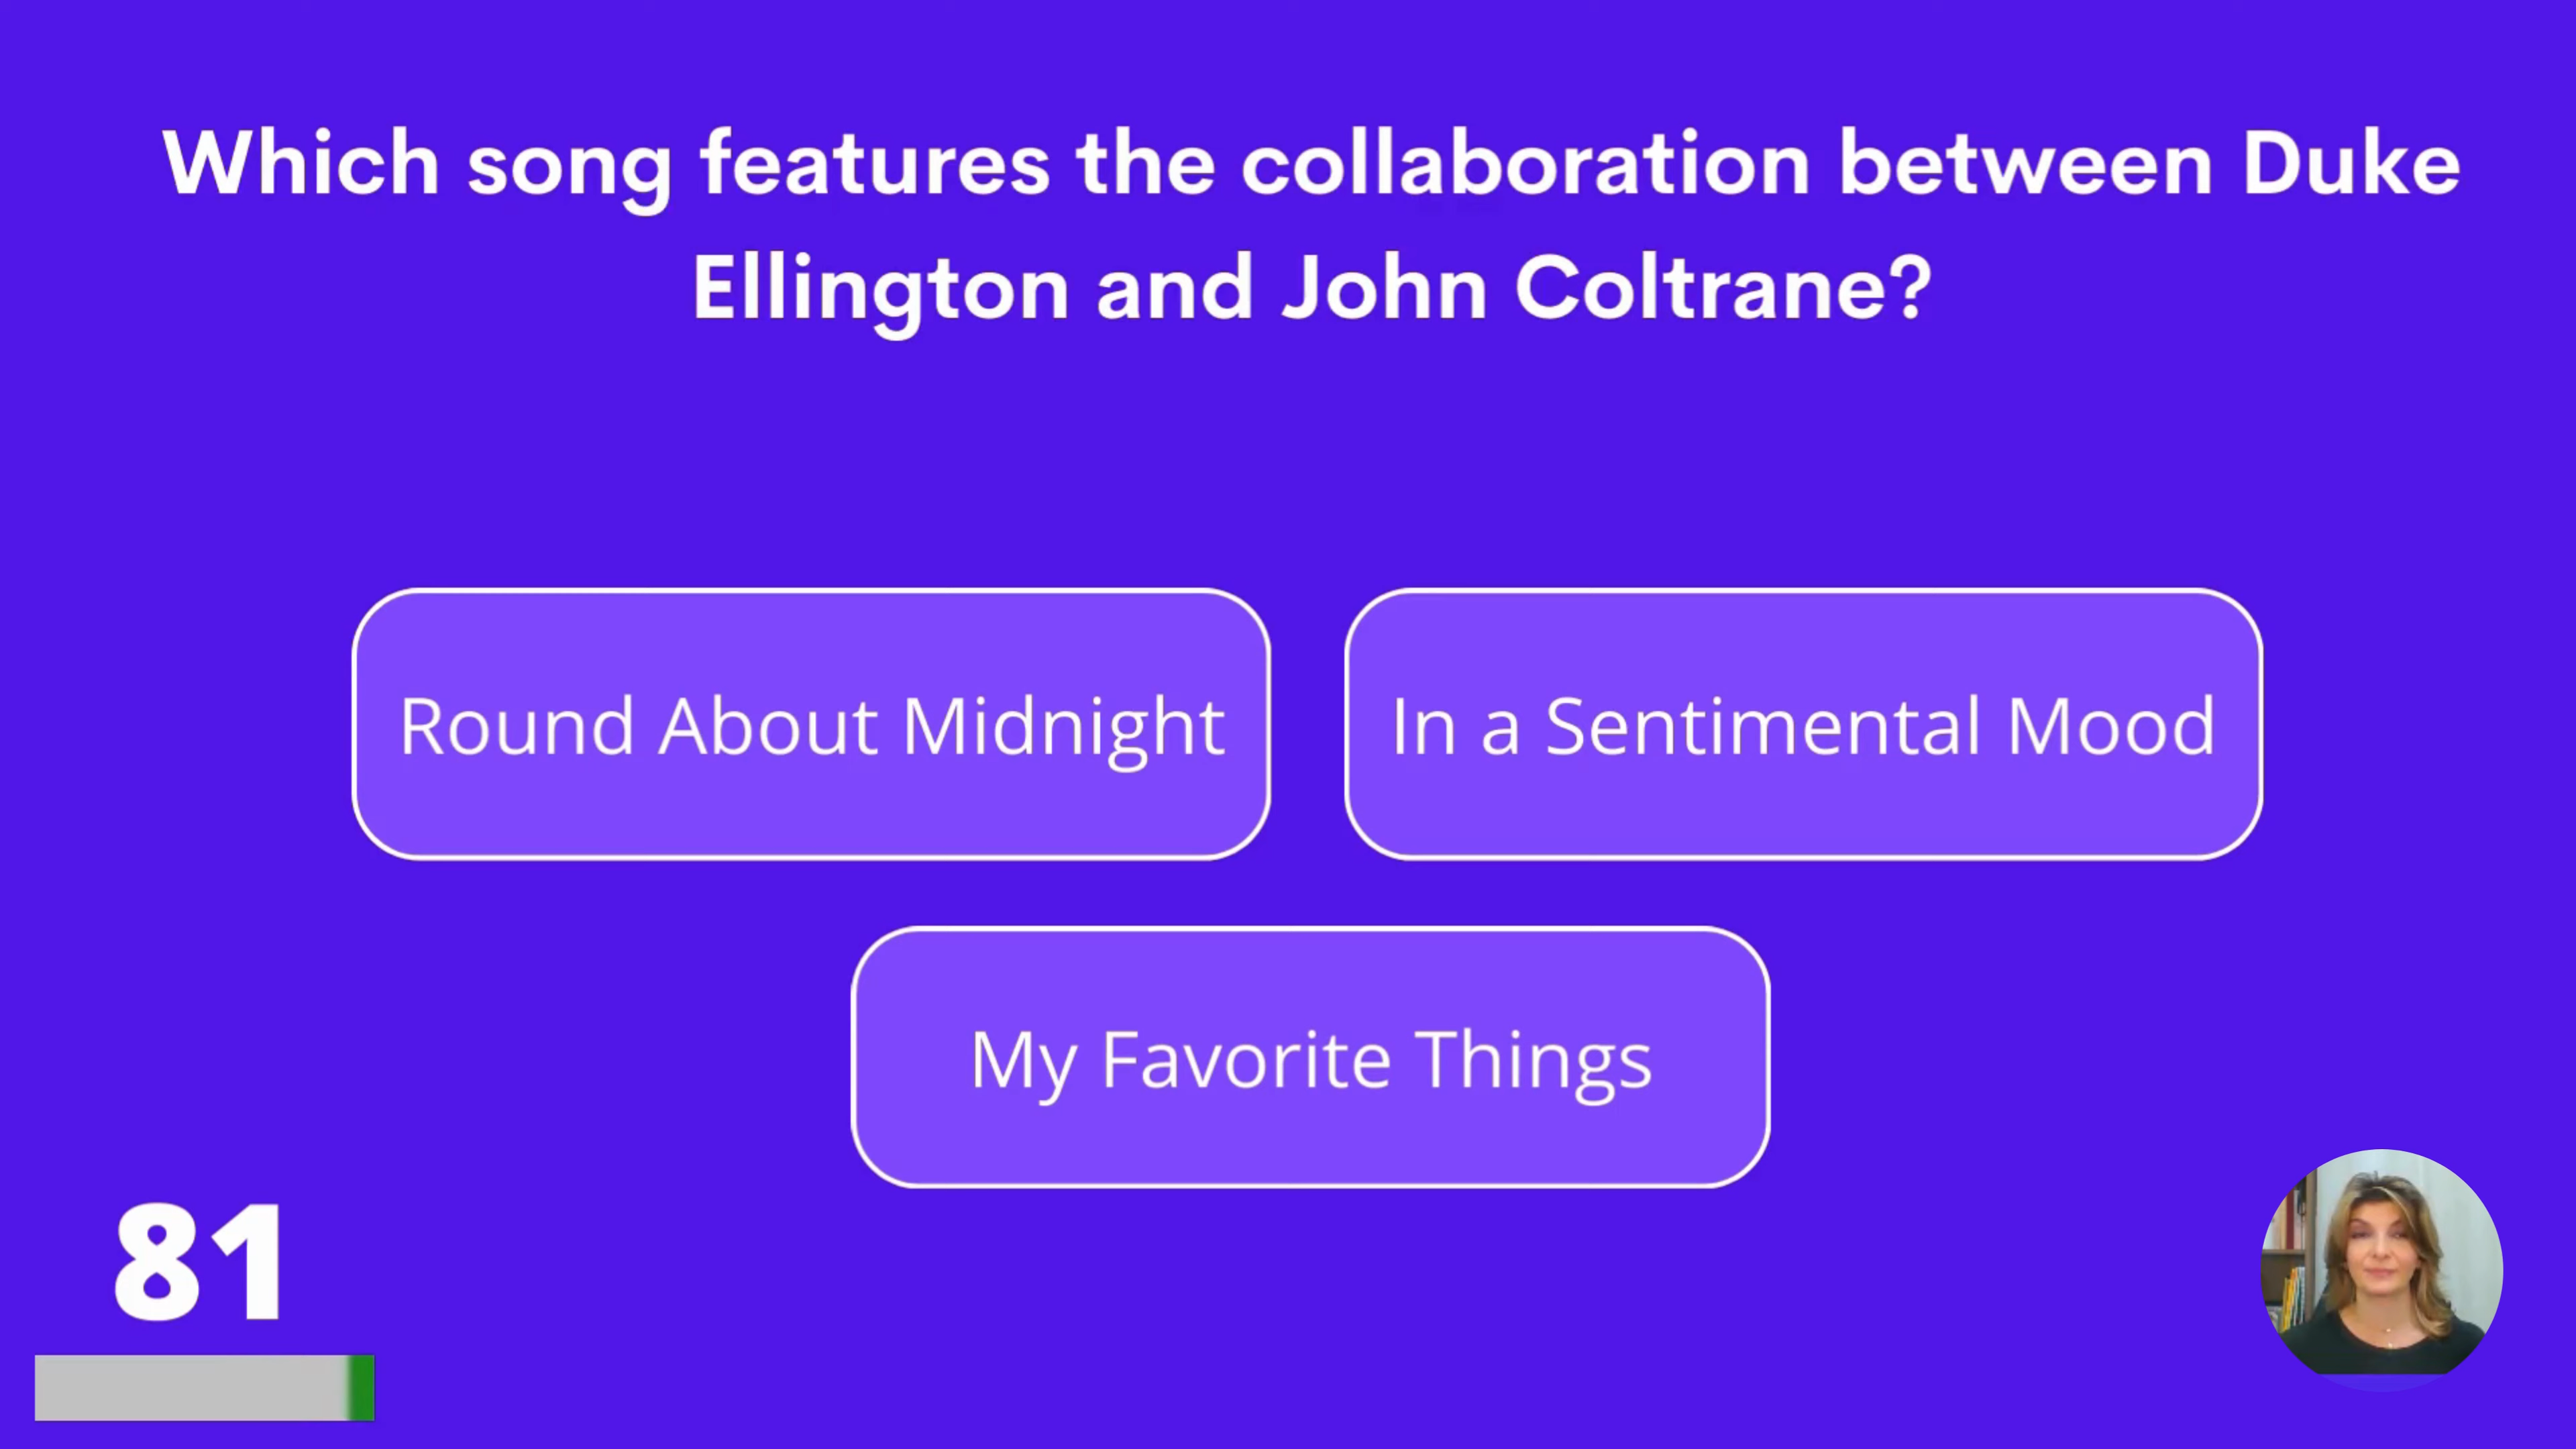 Which song features the collaboration between Duke
Ellington and John Coltrane?
Round About Midnight
In a Sentimental Mood
My Favorite Things
81